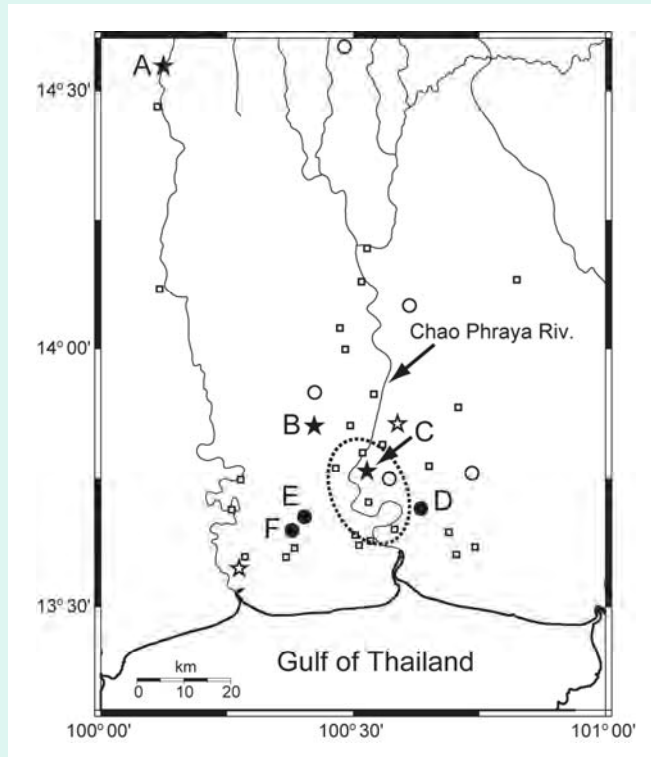 A
14° 30'
Chao Phraya Riv.
14° 00'
B
C
E
D
F
13° 30'
Gulf of Thailand
km
0 10 20
100° 00' 100° 30' 101° 00'